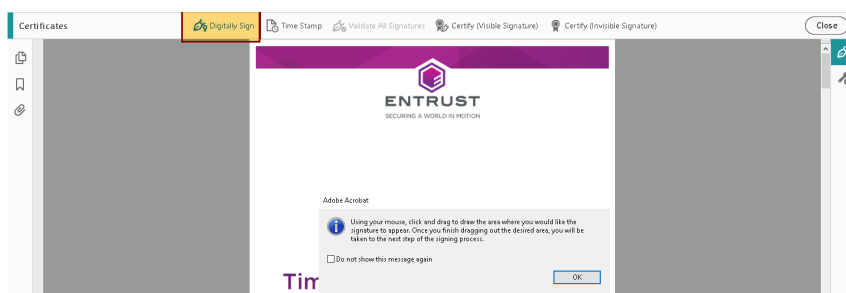 Certificates
Digitally Sign
Time Stamp
Validate All Signatures
Certify (Visible Signature)
Certify (Invisible Signature)
Close
ENTRUST
SECURING A WORLD IN MOTION
Adobe Acrobat
Using your mouse, click and drag to draw the area where you would like the
signature to appear. Once you finish dragging out the desired area, you will be
taken to the next step of the signing process.
Do not show this message again
OK
Tim